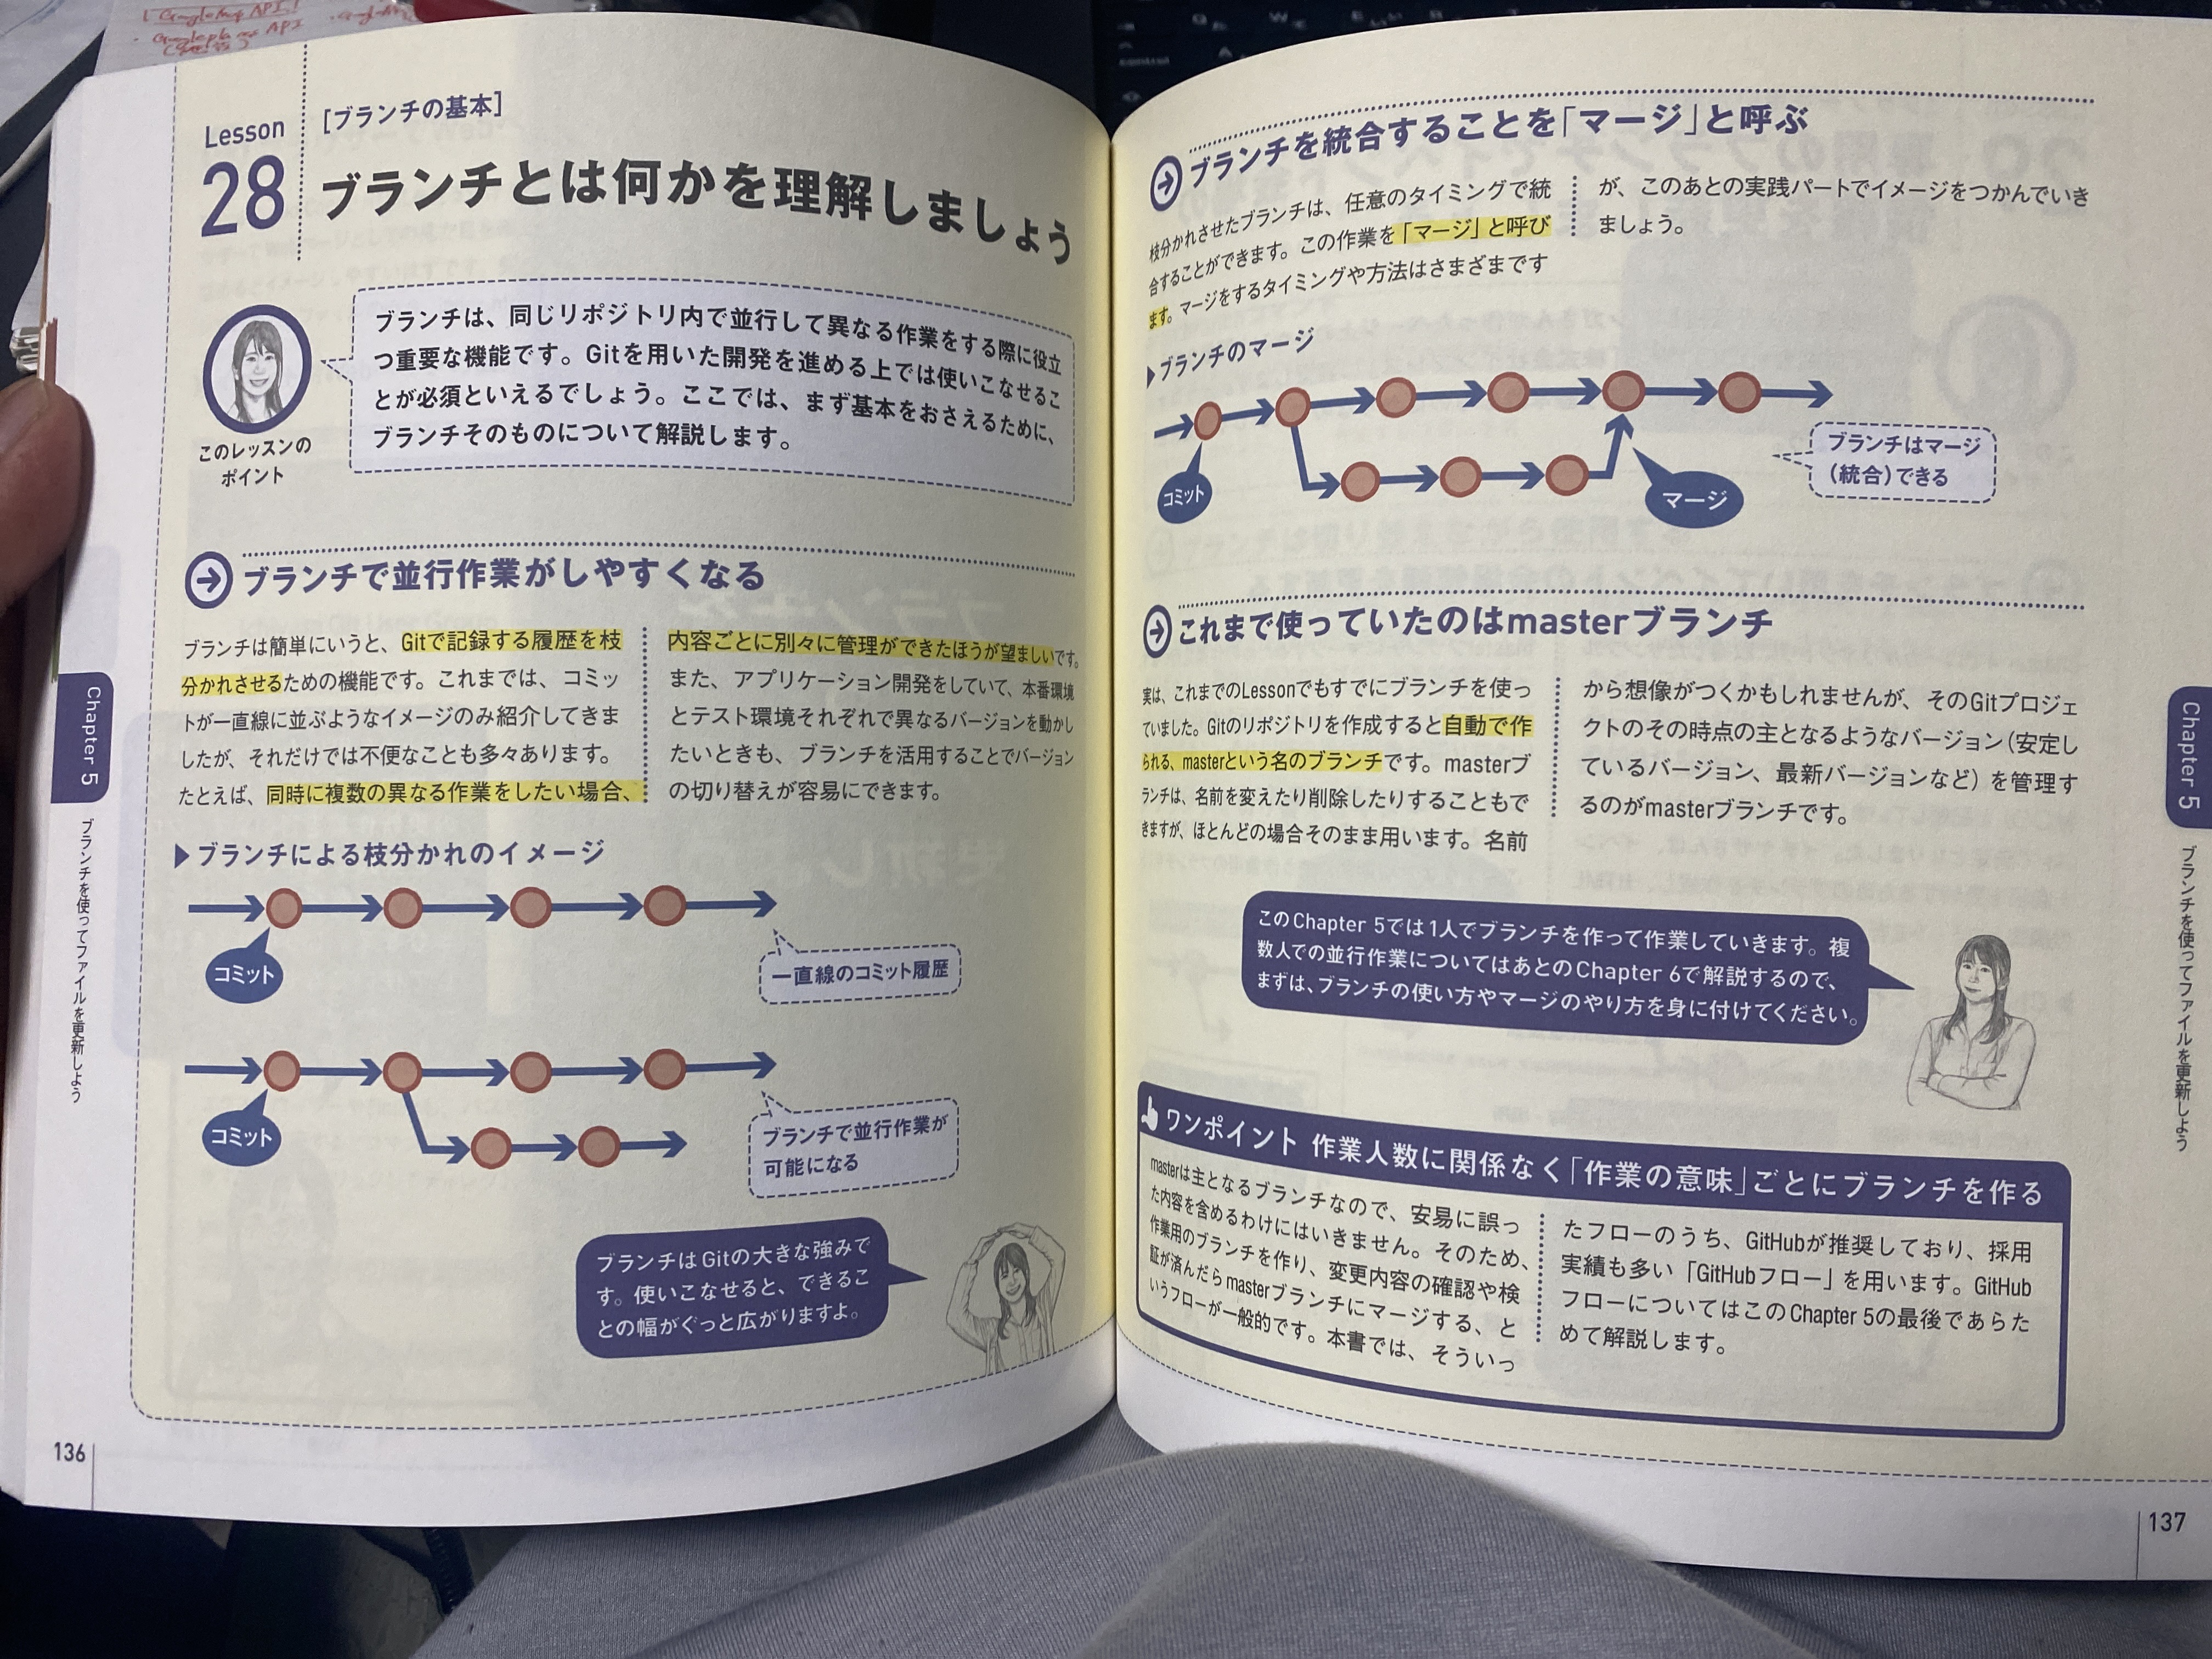 Google Map API
API
Lesson
28
[ブランチの基本]
ブランチとは何かを理解しましょう
このレッスンの
ポイント
ブランチは、同じリポジトリ内で並行して異なる作業をする際に役立
つ重要な機能です。Gitを用いた開発を進める上では使いこなせるこ
とが必須といえるでしょう。ここでは、まず基本をおさえるために、
ブランチそのものについて解説します。
ブランチで並行作業がしやすくなる
ブランチは簡単にいうと、Gitで記録する履歴を枝
分かれさせるための機能です。これまでは、コミッ
トが一直線に並ぶようなイメージのみ紹介してきま
したが、それだけでは不便なことも多々あります。
たとえば、同時に複数の異なる作業をしたい場合、
内容ごとに別々に管理ができたほうが望ましいです。
また、アプリケーション開発をしていて、本番環境
とテスト環境それぞれで異なるバージョンを動かし
たいときも、ブランチを活用することでバージョン
の切り替えが容易にできます。
ブランチによる枝分かれのイメージ
コミット
一直線のコミット履歴
コミット
ブランチで並行作業が
可能になる
ブランチはGitの大きな強みで
す。使いこなせると、できるこ
との幅がぐっと広がりますよ。
Chapter 5
ブランチを使ってファイルを更新しよう
136
ブランチを統合することを「マージ」と呼ぶ
枝分かれさせたブランチは、任意のタイミングで統
合することができます。この作業を「マージ」と呼び
ます。マージをするタイミングや方法はさまざまです
が、このあとの実践パートでイメージをつかんでいき
ましょう。
ブランチのマージ
コミット
マージ
ブランチはマージ
(統合)できる
これまで使っていたのはmasterブランチ
実は、これまでのLessonでもすでにブランチを使っ
ていました。Gitのリポジトリを作成すると自動で作
られる、masterという名のブランチです。masterブ
ランチは、名前を変えたり削除したりすることもで
きますが、ほとんどの場合そのまま用います。名前
から想像がつくかもしれませんが、そのGitプロジェ
クトのその時点の主となるようなバージョン(安定し
ているバージョン、最新バージョンなど)を管理す
るのがmasterブランチです。
このChapter 5では1人でブランチを作って作業していきます。複
数人での並行作業についてはあとのChapter 6で解説するので、
まずは、ブランチの使い方やマージのやり方を身に付けてください。
ワンポイント 作業人数に関係なく「作業の意味」ごとにブランチを作る
masterは主となるブランチなので、安易に誤っ
た内容を含めるわけにはいきません。そのため、
作業用のブランチを作り、変更内容の確認や検
証が済んだらmasterブランチにマージする、と
いうフローが一般的です。本書では、そういっ
たフローのうち、GitHubが推奨しており、採用
実績も多い「GitHubフロー」を用います。GitHub
フローについてはこのChapter 5の最後であらた
めて解説します。
Chapter 5
ブランチを使ってファイルを更新しよう
137